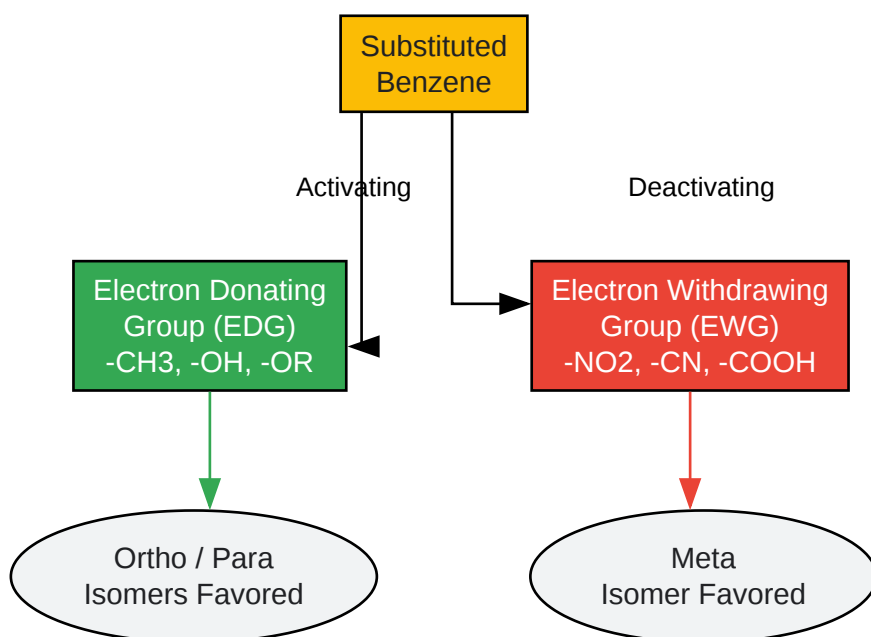 Substituted
Benzene
Activating
Deactivating
Electron Donating
Group (EDG)
-CH3, -OH, -OR
Electron Withdrawing
Group (EWG)
-NO2, -CN, -COOH
Ortho / Para
Isomers Favored
Meta
Isomer Favored